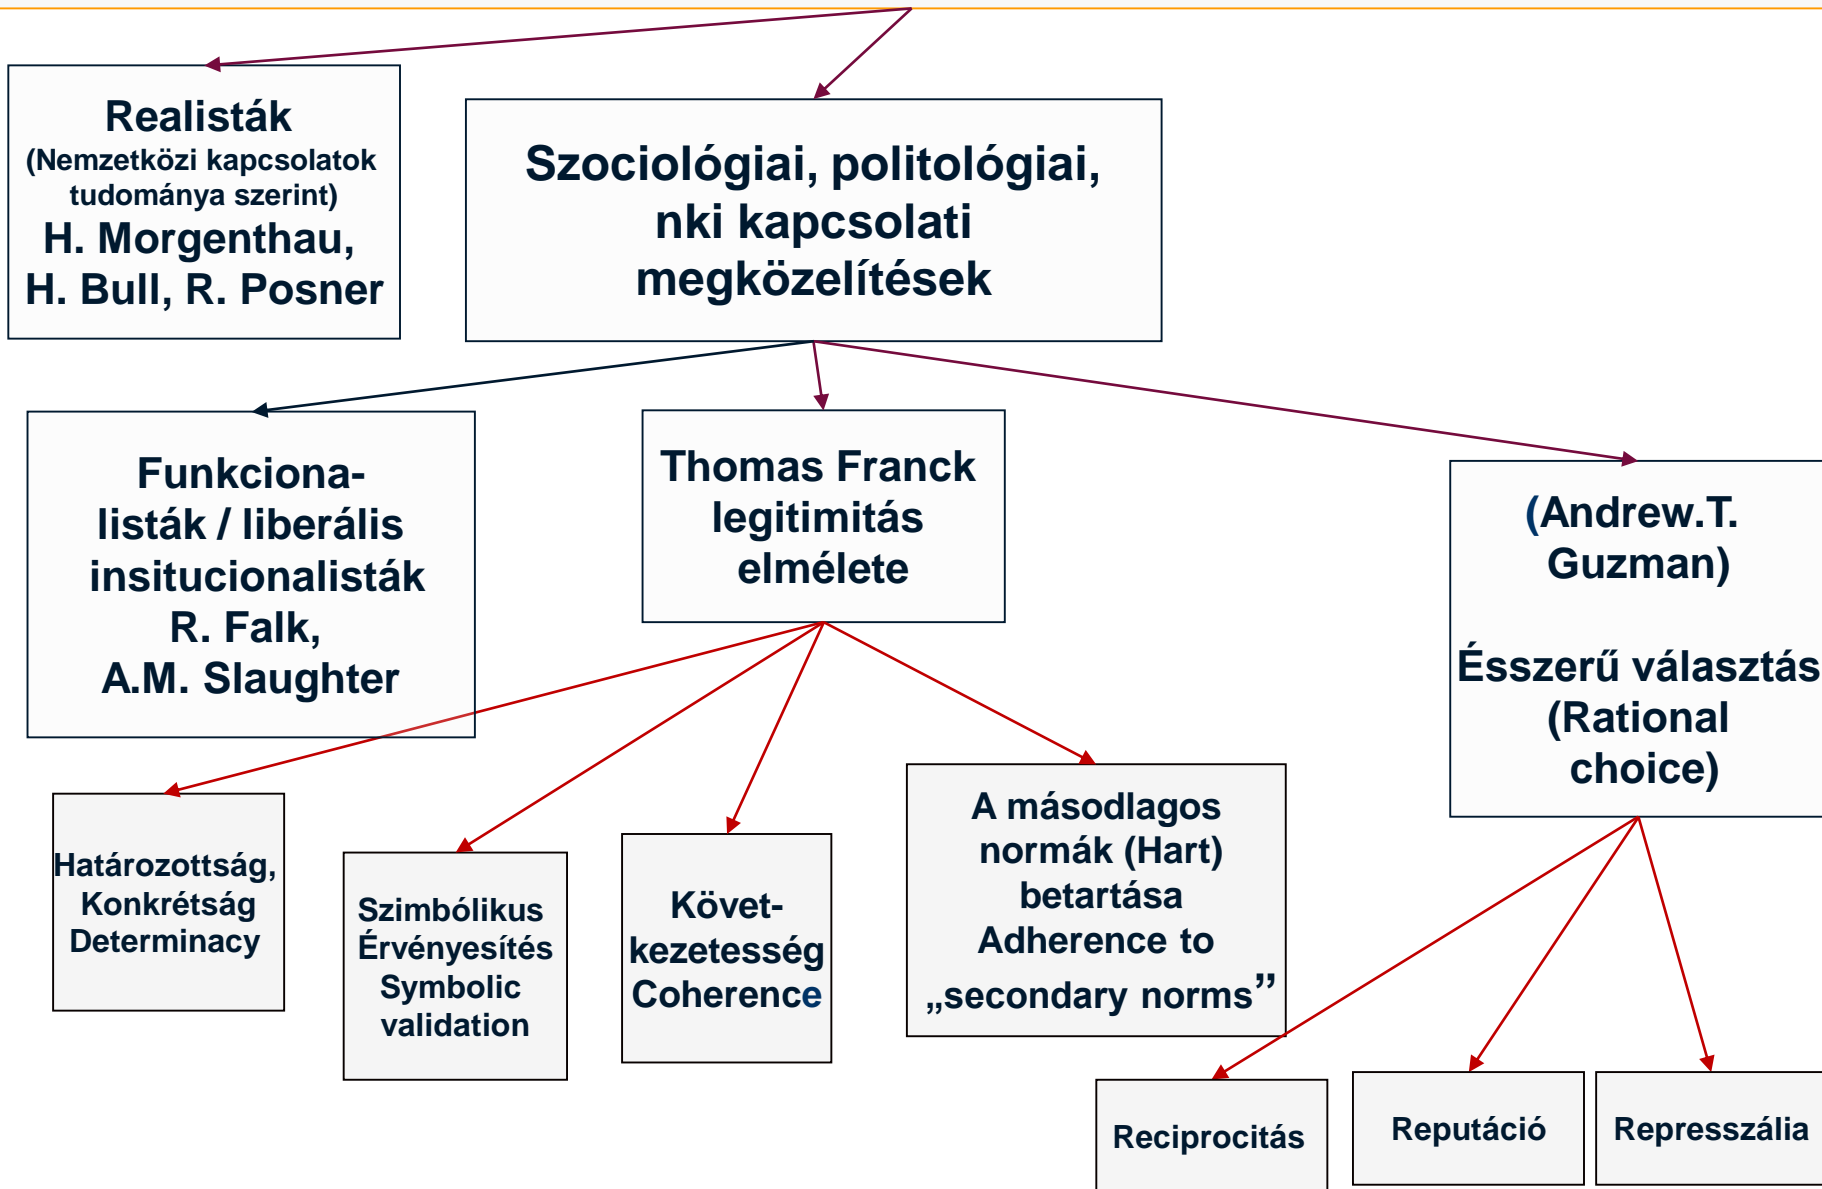 Realisták
(Nemzetközi kapcsolatok
tudománya szerint)
H. Morgenthau,
H. Bull, R. Posner
Szociológiai, politológiai,
nki kapcsolati
megközelítések
Funkciona-
listák / liberális
insitucionalisták
R. Falk,
A.M. Slaughter
Thomas Franck
legitimitás
elmélete
(Andrew.T.
Guzman)
Ésszerű választás
(Rational
choice)
Határozottság,
Konkrétság
Determinacy
Szimbólikus
Érvényesítés
Symbolic
validation
Követ-
kezetesség
Coherence
A másodlagos
normák (Hart)
betartása
Adherence to
„secondary norms”
Reciprocitás
Reputáció
Represszália